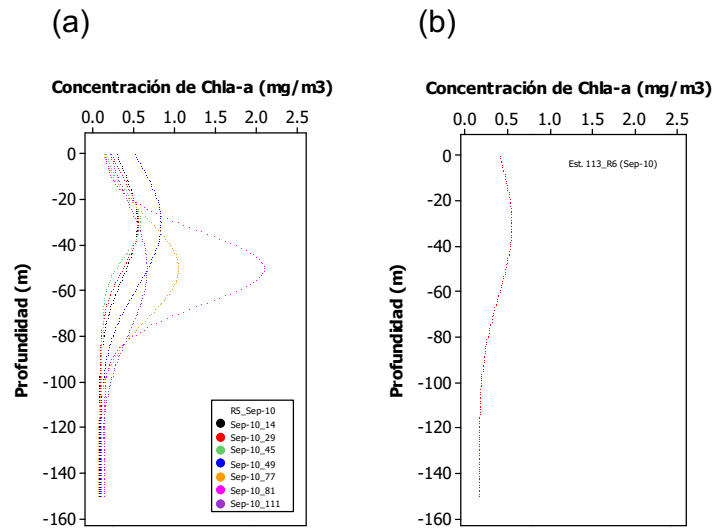 (a)
Concentración de Chla-a (mg/m3)
0.0 0.5 1.0 1.5 2.0 2.5
0
-20
-40
-60
-80
-100
-120
-140
-160
Profundidad (m)
R5_Sep-10
Sep-10_14
Sep-10_29
Sep-10_45
Sep-10_49
Sep-10_77
Sep-10_81
Sep-10_111
(b)
Concentración de Chla-a (mg/m3)
0.0 0.5 1.0 1.5 2.0 2.5
0
-20
-40
-60
-80
-100
-120
-140
-160
Profundidad (m)
Est. 113_R6 (Sep-10)